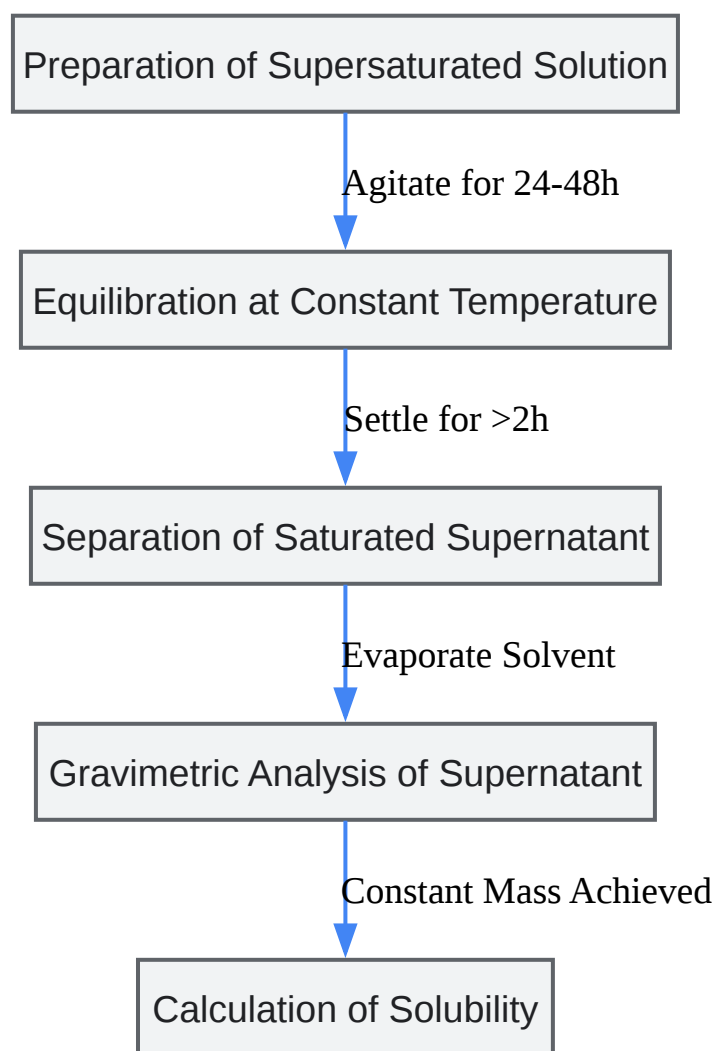 Preparation of Supersaturated Solution
Agitate for 24-48h
Equilibration at Constant Temperature
Settle for >2h
Separation of Saturated Supernatant
Evaporate Solvent
Gravimetric Analysis of Supernatant
Constant Mass Achieved
Calculation of Solubility